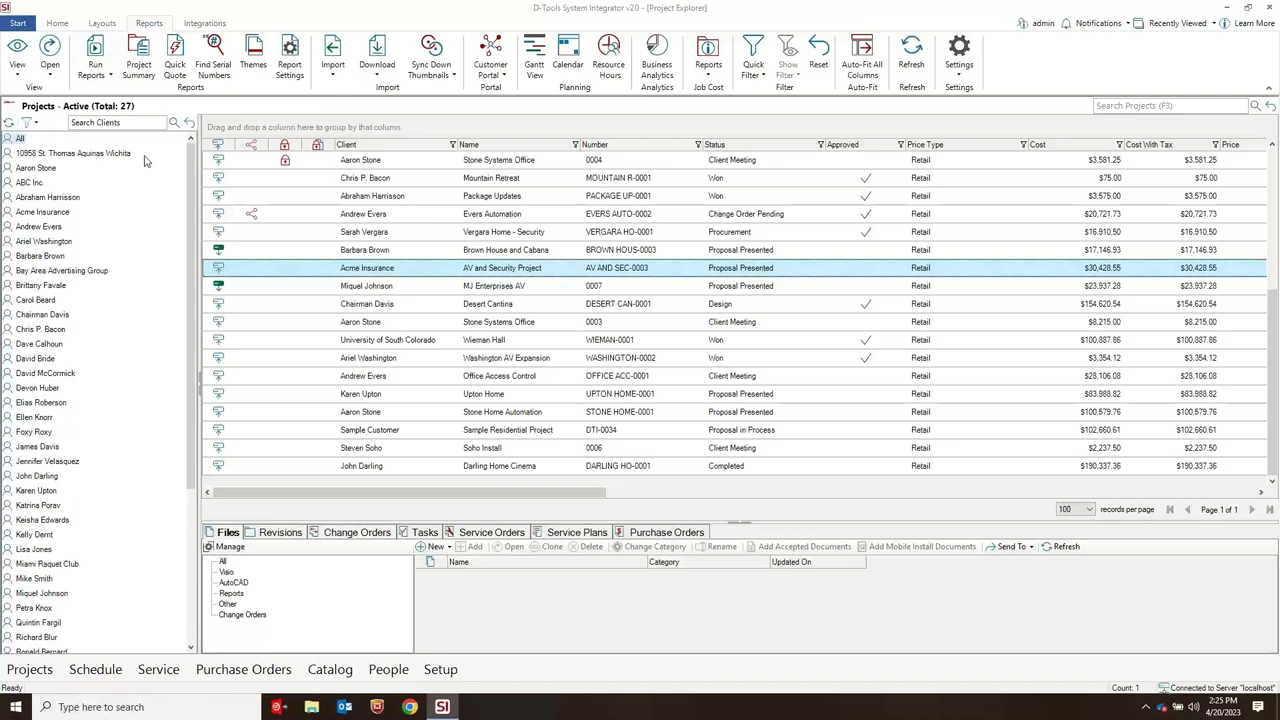 D-Tools System Integrator v20 - [Project Explorer]
Start Home Layouts Reports Integrations admin Notifications Recently Viewed Learn More
View Open Run Reports Project Summary Quick Quote Find Serial Numbers Themes Report Settings Import Download Sync Down Thumbnails Customer Portal Gantt View Calendar Resource Hours Business Analytics Reports Quick Filter Show Filter Reset Auto-Fit All Columns Refresh Settings
View Reports Import Portal Planning Analytics Job Cost Filter Auto-Fit Refresh Settings
Projects - Active (Total: 27) Search Projects (F3)
Search Clients
Drag and drop a column here to group by that column.
Client Name Number Status Approved Price Type Cost Cost With Tax Price
Aaron Stone Stone Systems Office 0004 Client Meeting Retail $3,581.25 $3,581.25
Chris P. Bacon Mountain Retreat MOUNTAIN R-0001 Won Retail $75.00 $75.00
Abraham Harrisson Package Updates PACKAGE UP-0001 Won Retail $3,575.00 $3,575.00
Andrew Evers Evers Automation EVERS AUTO-0002 Change Order Pending Retail $20,721.73 $20,721.73
Sarah Vergara Vergara Home - Security VERGARA HO-0001 Procurement Retail $16,910.50 $16,910.50
Barbara Brown Brown House and Cabana BROWN HOUS-0003 Proposal Presented Retail $17,146.93 $17,146.93
Acme Insurance AV and Security Project AV AND SEC-0003 Proposal Presented Retail $30,428.55 $30,428.55
Miquel Johnson MJ Enterprises AV 0007 Proposal Presented Retail $23,937.28 $23,937.28
Chairman Davis Desert Cantina DESERT CAN-0001 Design Retail $154,620.54 $154,620.54
Aaron Stone Stone Systems Office 0003 Client Meeting Retail $8,215.00 $8,215.00
University of South Colorado Wieman Hall WIEMAN-0001 Won Retail $100,887.86 $100,887.86
Ariel Washington Washington AV Expansion WASHINGTON-0002 Won Retail $3,354.12 $3,354.12
Andrew Evers Office Access Control OFFICE ACC-0001 Client Meeting Retail $28,106.08 $28,106.08
Karen Upton Upton Home UPTON HOME-0001 Proposal Presented Retail $83,988.82 $83,988.82
Aaron Stone Stone Home Automation STONE HOME-0001 Proposal Presented Retail $100,579.76 $100,579.76
Sample Customer Sample Residential Project DTI-0034 Proposal in Process Retail $102,660.61 $102,660.61
Steven Soho Soho Install 0006 Client Meeting Retail $2,237.50 $2,237.50
John Darling Darling Home Cinema DARLING HO-0001 Completed Retail $190,337.36 $190,337.36
All
10958 St. Thomas Aquinas Wichita
Aaron Stone
ABC Inc.
Abraham Harrisson
Acme Insurance
Andrew Evers
Ariel Washington
Barbara Brown
Bay Area Advertising Group
Brittany Favale
Carol Beard
Chairman Davis
Chris P. Bacon
Dave Calhoun
David Bride
David McCormick
Devon Huber
Elias Roberson
Ellen Knorr
Foxy Roxy
James Davis
Jennifer Velasquez
John Darling
Karen Upton
Katrina Porav
Keisha Edwards
Kelly Dernt
Lisa Jones
Miami Raquet Club
Mike Smith
Miquel Johnson
Petra Knox
Quinton Fargil
Richard Blur
Ronald Bernard
100 records per page Page 1 of 1
Files Revisions Change Orders Tasks Service Orders Service Plans Purchase Orders
Manage New Add Open Clone Delete Change Category Rename Add Accepted Documents Add Mobile Install Documents Send To Refresh
All
Visio
AutoCAD
Reports
Other
Change Orders
Name Category Updated On
Projects Schedule Service Purchase Orders Catalog People Setup
Ready Count: 1 Connected to Server "localhost"
Type here to search
2:25 PM
4/20/2023